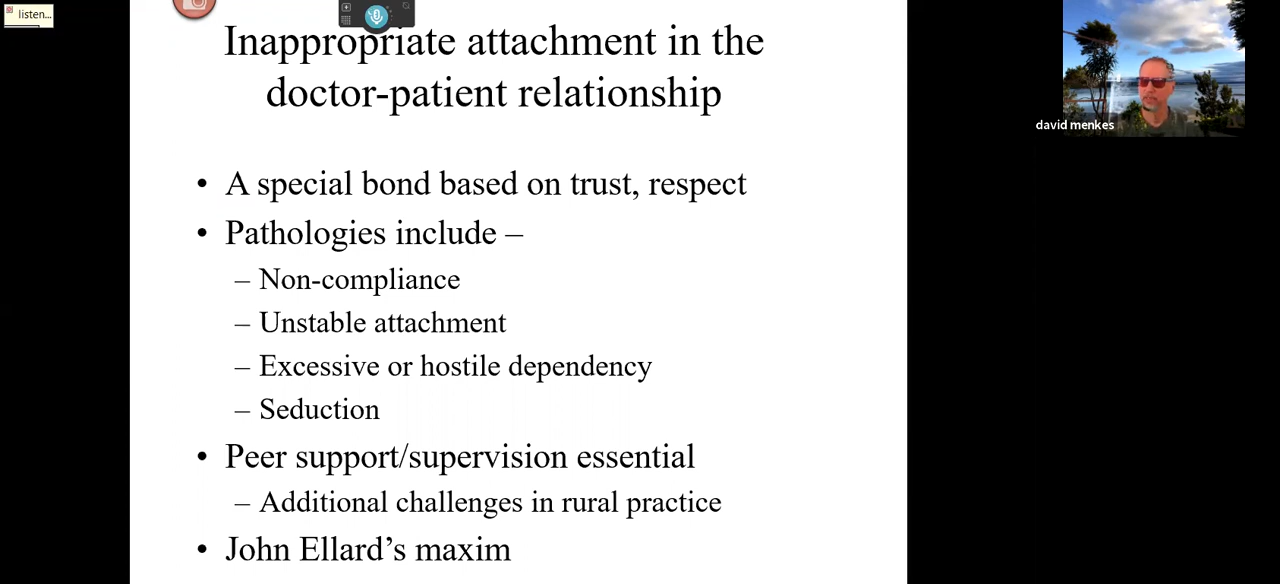 listen...
Inappropriate attachment in the
doctor-patient relationship
david menkes
• A special bond based on trust, respect
• Pathologies include –
– Non-compliance
– Unstable attachment
– Excessive or hostile dependency
– Seduction
• Peer support/supervision essential
– Additional challenges in rural practice
• John Ellard’s maxim